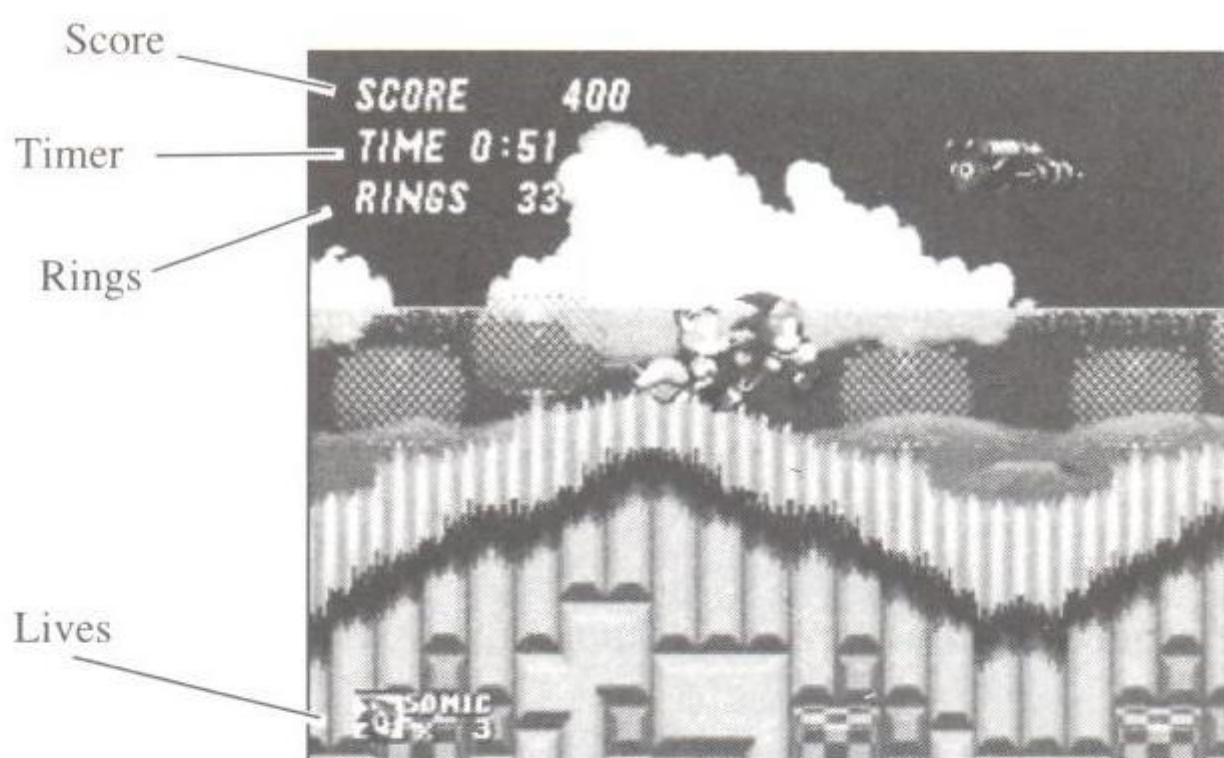 Score
SCORE 400
Timer
TIME 0:51
RINGS 33
Rings
Lives
SONIC
× 3